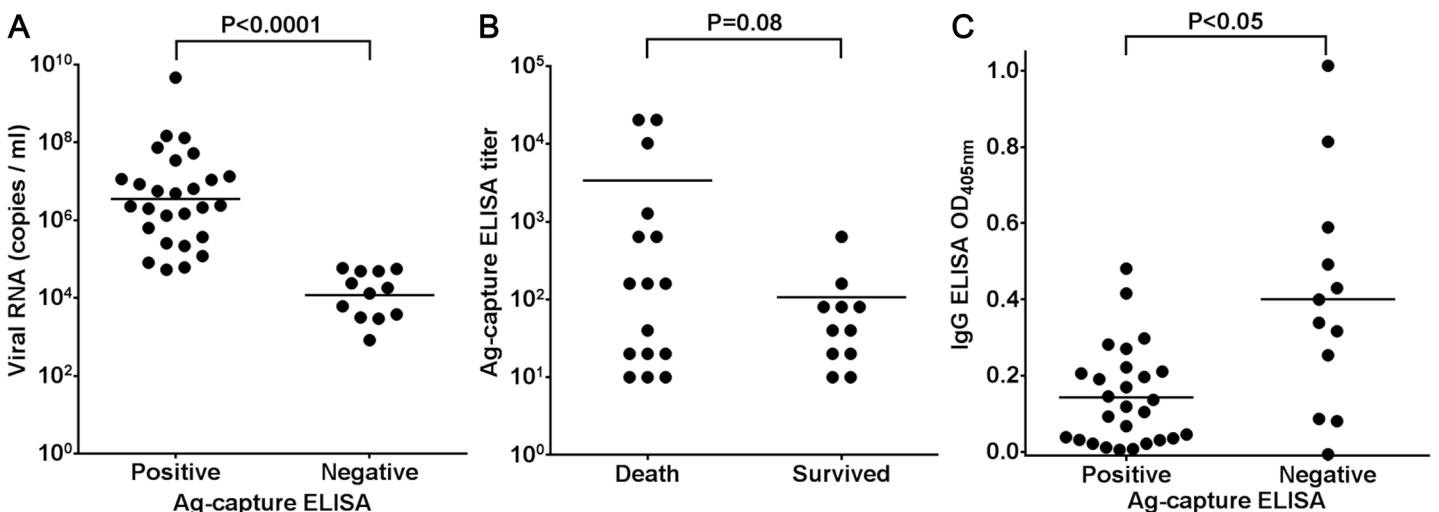 A
P<0.0001
Viral RNA (copies / ml)
10¹⁰
10⁸
10⁶
10⁴
10²
10⁰
Positive
Negative
Ag-capture ELISA
B
P=0.08
Ag-capture ELISA titer
10⁵
10⁴
10³
10²
10¹
10⁰
Death
Survived
C
P<0.05
IgG ELISA OD₄₀₅ₙₘ
1.0
0.8
0.6
0.4
0.2
0.0
Positive
Negative
Ag-capture ELISA